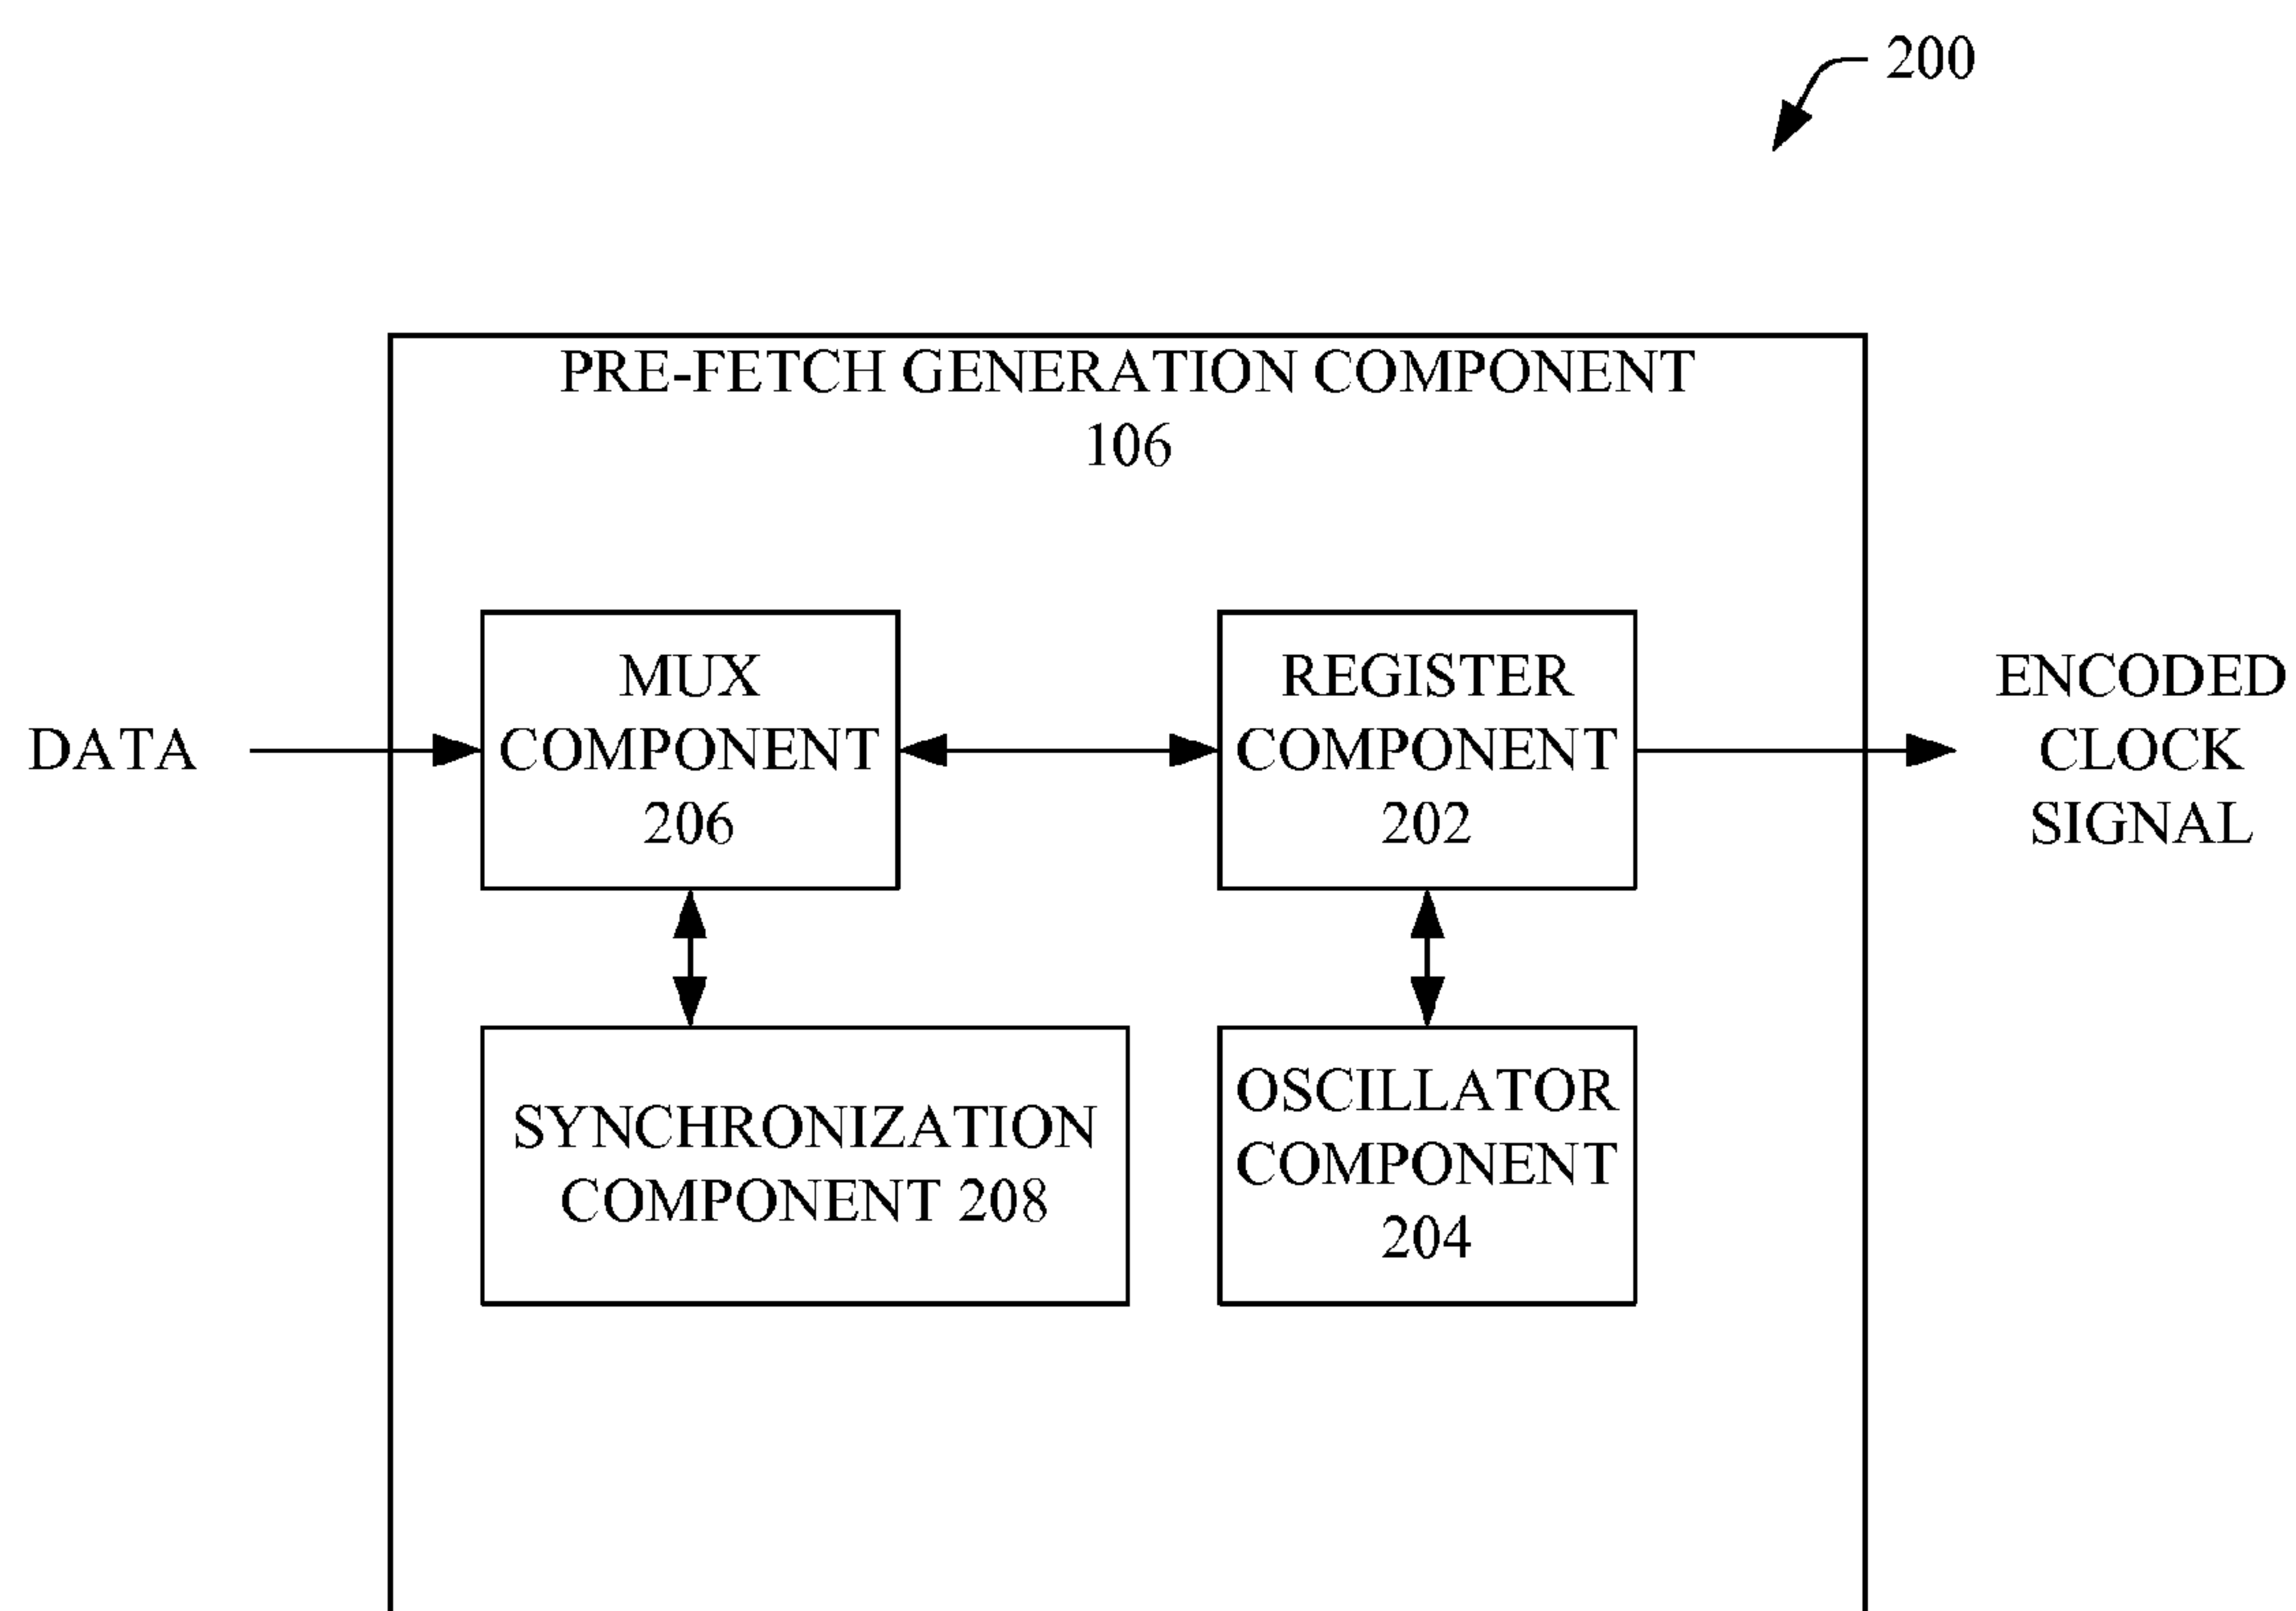 200
PRE-FETCH GENERATION COMPONENT
106
DATA
MUX
COMPONENT
206
REGISTER
COMPONENT
202
ENCODED
CLOCK
SIGNAL
SYNCHRONIZATION
COMPONENT 208
OSCILLATOR
COMPONENT
204